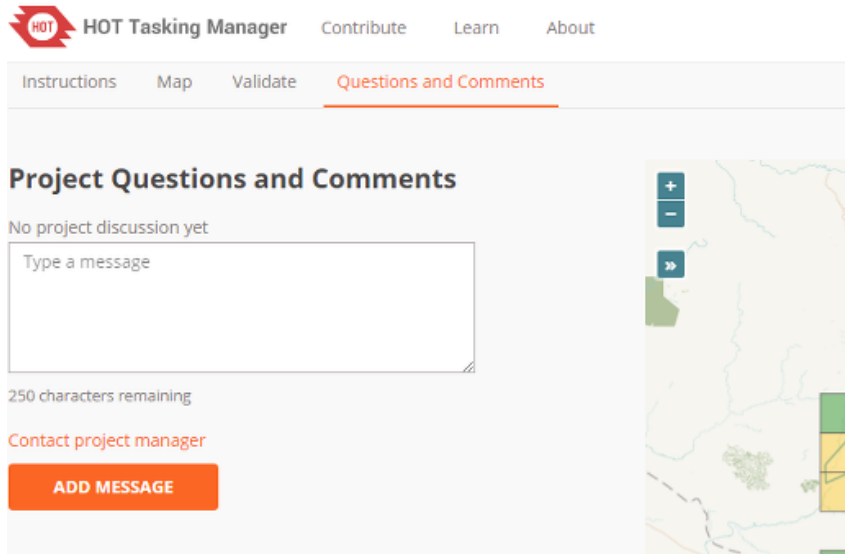 HOT HOT Tasking Manager Contribute Learn About
Instructions Map Validate Questions and Comments
Project Questions and Comments
No project discussion yet
Type a message
250 characters remaining
Contact project manager
ADD MESSAGE
+
−
»